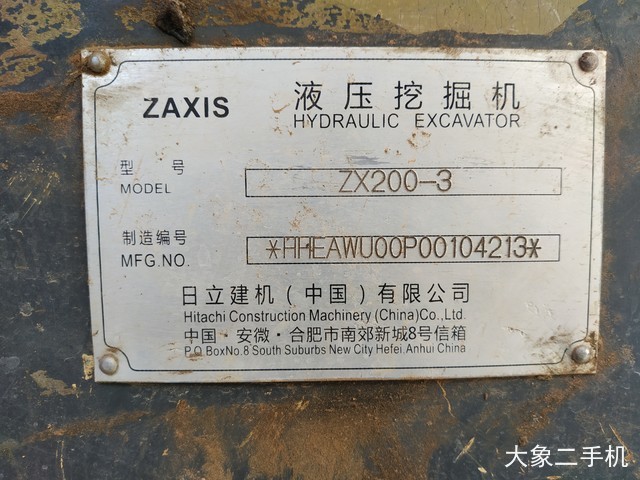 ZAXIS
液压挖掘机
HYDRAULIC EXCAVATOR
型号
MODEL
ZX200-3
制造编号
MFG.NO.
*HHEAWU00P00104213*
日立建机(中国)有限公司
Hitachi Construction Machinery (China)Co.,Ltd.
中国·安微·合肥市南郊新城8号信箱
P.O.BoxNo.8 South Suburbs New City Hefei.Anhui China
大象二手机